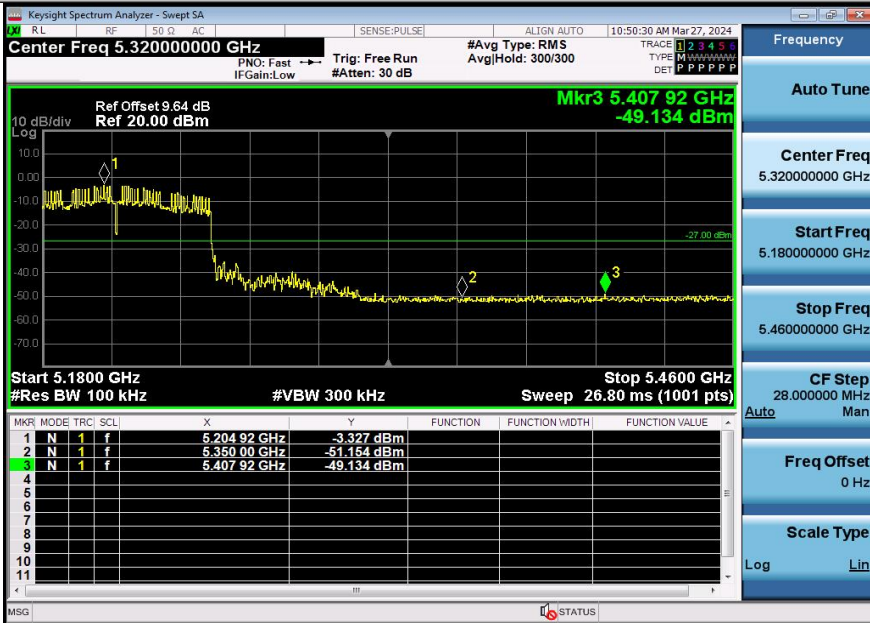 Keysight Spectrum Analyzer - Swept SA
LXI RL RF 50 Ω AC SENSE:PULSE ALIGN AUTO 10:50:30 AM Mar 27, 2024
Center Freq 5.320000000 GHz
PNO: Fast
IFGain:Low
Trig: Free Run
#Atten: 30 dB
#Avg Type: RMS
Avg|Hold: 300/300
TRACE 1 2 3 4 5 6
TYPE M W W W W W
DET P P P P P P
Ref Offset 9.64 dB
10 dB/div Ref 20.00 dBm
Log
Mkr3 5.407 92 GHz
-49.134 dBm
10.0
0.00
-10.0
-20.0
-30.0
-40.0
-50.0
-60.0
-70.0
1
-27.00 dBm
2
3
Start 5.1800 GHz Stop 5.4600 GHz
#Res BW 100 kHz #VBW 300 kHz Sweep 26.80 ms (1001 pts)
MKR MODE TRC SCL X Y FUNCTION FUNCTION WIDTH FUNCTION VALUE
1 N 1 f 5.204 92 GHz -3.327 dBm
2 N 1 f 5.350 00 GHz -51.154 dBm
3 N 1 f 5.407 92 GHz -49.134 dBm
4
5
6
7
8
9
10
11
MSG STATUS
Frequency
Auto Tune
Center Freq
5.320000000 GHz
Start Freq
5.180000000 GHz
Stop Freq
5.460000000 GHz
CF Step
28.000000 MHz
Auto Man
Freq Offset
0 Hz
Scale Type
Log Lin